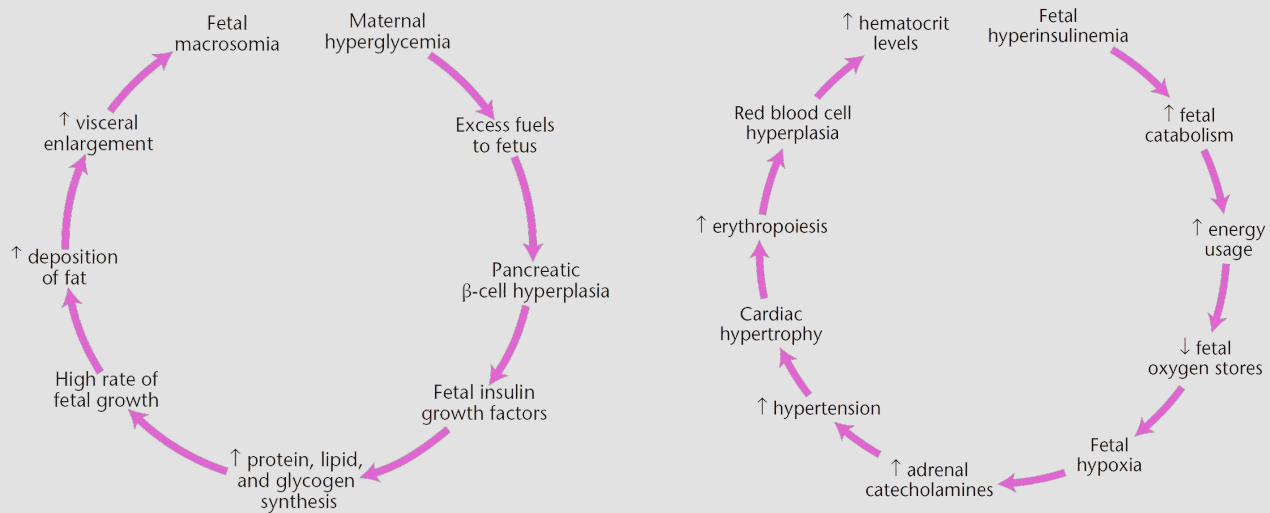 Maternal
hyperglycemia
Excess fuels
to fetus
Pancreatic
β-cell hyperplasia
Fetal insulin
growth factors
↑ protein, lipid,
and glycogen
synthesis
High rate of
fetal growth
↑ deposition
of fat
↑ visceral
enlargement
Fetal
macrosomia
Fetal
hyperinsulinemia
↑ fetal
catabolism
↑ energy
usage
↓ fetal
oxygen stores
Fetal
hypoxia
↑ adrenal
catecholamines
↑ hypertension
Cardiac
hypertrophy
↑ erythropoiesis
Red blood cell
hyperplasia
↑ hematocrit
levels